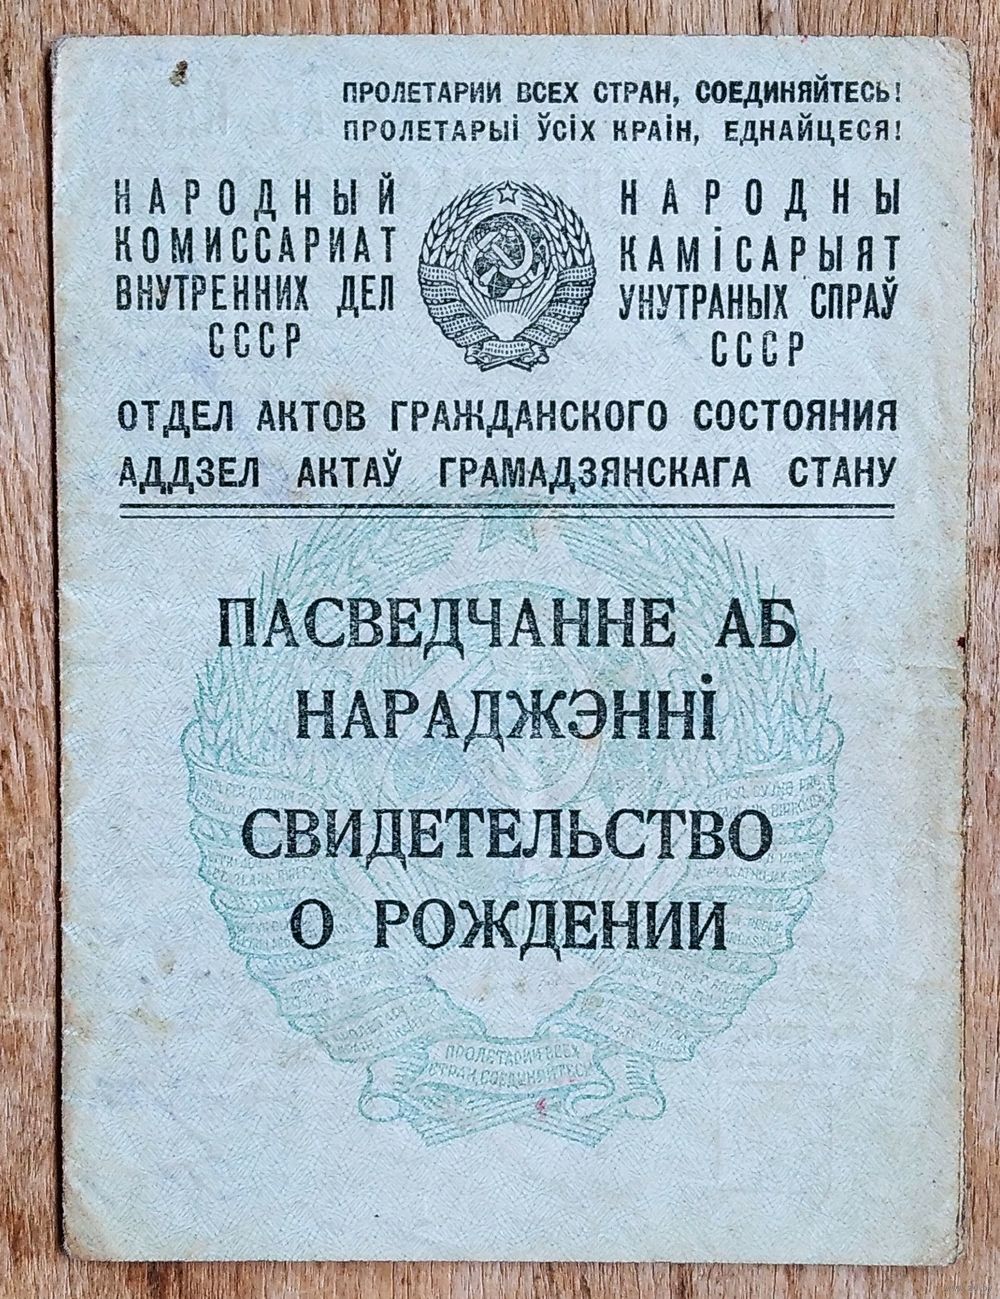 ПРОЛЕТАРИИ ВСЕХ СТРАН, СОЕДИНЯЙТЕСЬ!
ПРОЛЕТАРЫІ ЎСІХ КРАІН, ЕДНАЙЦЕСЯ!
НАРОДНЫЙ
КОМИССАРИАТ
ВНУТРЕННИХ ДЕЛ
СССР
НАРОДНЫ
КАМІСАРЫЯТ
УНУТРАНЫХ СПРАЎ
СССР
ОТДЕЛ АКТОВ ГРАЖДАНСКОГО СОСТОЯНИЯ
АДДЗЕЛ АКТАЎ ГРАМАДЗЯНСКАГА СТАНУ
ПАСВЕДЧАННЕ АБ
НАРАДЖЭННІ
СВИДЕТЕЛЬСТВО
О РОЖДЕНИИ
ПРОЛЕТАРИИ ВСЕХ
СТРАН, СОЕДИНЯЙТЕСЬ